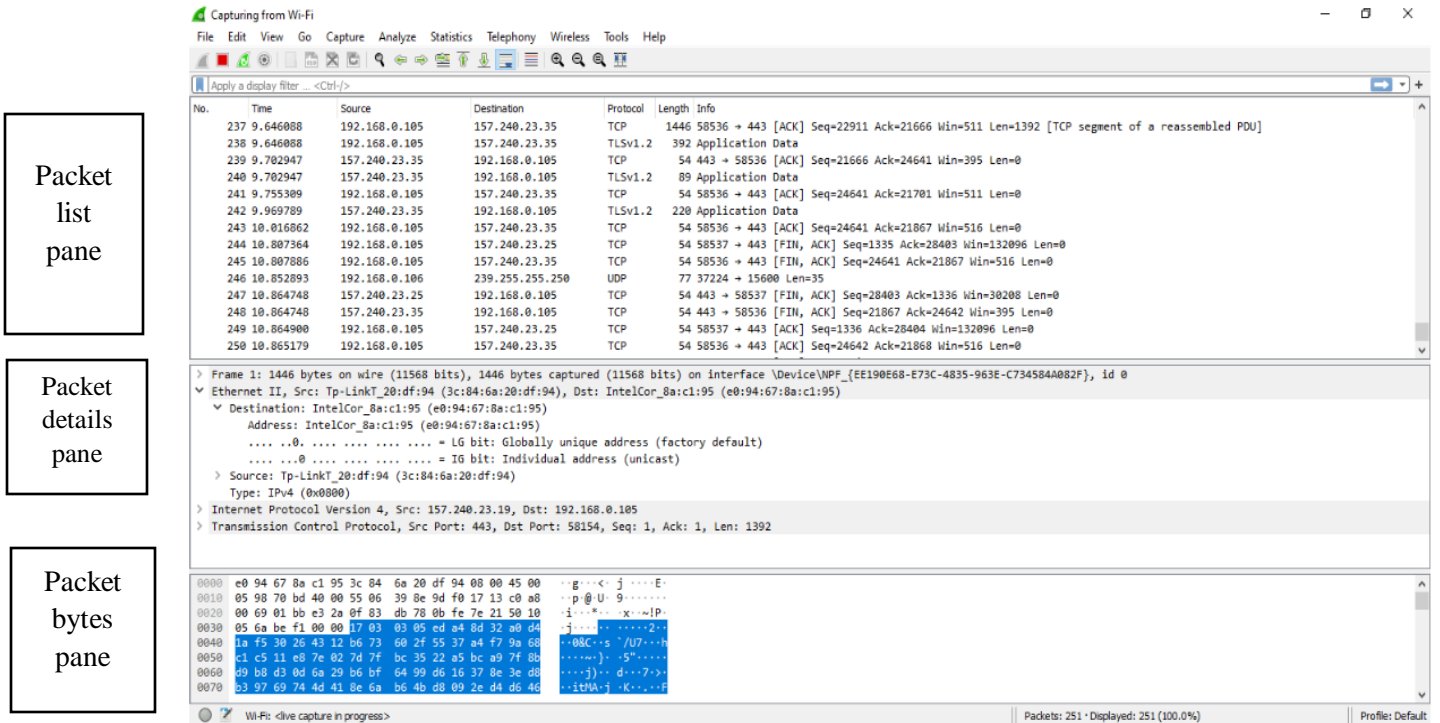 Capturing from Wi-Fi
File Edit View Go Capture Analyze Statistics Telephony Wireless Tools Help
Apply a display filter ... <Ctrl-/>
No. Time Source Destination Protocol Length Info
237 9.646088 192.168.0.105 157.240.23.35 TCP 1446 58536 → 443 [ACK] Seq=22911 Ack=21666 Win=511 Len=1392 [TCP segment of a reassembled PDU]
238 9.646088 192.168.0.105 157.240.23.35 TLSv1.2 392 Application Data
239 9.702947 157.240.23.35 192.168.0.105 TCP 54 443 → 58536 [ACK] Seq=21666 Ack=24641 Win=395 Len=0
240 9.702947 157.240.23.35 192.168.0.105 TLSv1.2 89 Application Data
241 9.755309 192.168.0.105 157.240.23.35 TCP 54 58536 → 443 [ACK] Seq=24641 Ack=21701 Win=511 Len=0
242 9.969789 157.240.23.35 192.168.0.105 TLSv1.2 220 Application Data
243 10.016862 192.168.0.105 157.240.23.35 TCP 54 58536 → 443 [ACK] Seq=24641 Ack=21867 Win=516 Len=0
244 10.807364 192.168.0.105 157.240.23.25 TCP 54 58537 → 443 [FIN, ACK] Seq=1335 Ack=28403 Win=132096 Len=0
245 10.807886 192.168.0.105 157.240.23.35 TCP 54 58536 → 443 [FIN, ACK] Seq=24641 Ack=21867 Win=516 Len=0
246 10.852893 192.168.0.106 239.255.255.250 UDP 77 37224 → 15600 Len=35
247 10.864748 157.240.23.25 192.168.0.105 TCP 54 443 → 58537 [FIN, ACK] Seq=28403 Ack=1336 Win=30208 Len=0
248 10.864748 157.240.23.35 192.168.0.105 TCP 54 443 → 58536 [FIN, ACK] Seq=21867 Ack=24642 Win=395 Len=0
249 10.864900 192.168.0.105 157.240.23.25 TCP 54 58537 → 443 [ACK] Seq=1336 Ack=28404 Win=132096 Len=0
250 10.865179 192.168.0.105 157.240.23.35 TCP 54 58536 → 443 [ACK] Seq=24642 Ack=21868 Win=516 Len=0
Packet
list
pane
Frame 1: 1446 bytes on wire (11568 bits), 1446 bytes captured (11568 bits) on interface \Device\NPF_{EE190E68-E73C-4835-963E-C734584A082F}, id 0
Ethernet II, Src: Tp-LinkT_20:df:94 (3c:84:6a:20:df:94), Dst: IntelCor_8a:c1:95 (e0:94:67:8a:c1:95)
Destination: IntelCor_8a:c1:95 (e0:94:67:8a:c1:95)
Address: IntelCor_8a:c1:95 (e0:94:67:8a:c1:95)
.... ..0. .... .... .... .... = LG bit: Globally unique address (factory default)
.... ...0 .... .... .... .... = IG bit: Individual address (unicast)
Source: Tp-LinkT_20:df:94 (3c:84:6a:20:df:94)
Type: IPv4 (0x0800)
Internet Protocol Version 4, Src: 157.240.23.19, Dst: 192.168.0.105
Transmission Control Protocol, Src Port: 443, Dst Port: 58154, Seq: 1, Ack: 1, Len: 1392
Packet
details
pane
0000 e0 94 67 8a c1 95 3c 84 6a 20 df 94 08 00 45 00 ··g···<· j ····E·
0010 05 98 70 bd 40 00 55 06 39 8e 9d f0 17 13 c0 a8 ··p·@·U· 9·······
0020 00 69 01 bb e3 2a 0f 83 db 78 0b fe 7e 21 50 10 ·i···*·· ·x··~!P·
0030 05 6a be f1 00 00 17 03 03 05 ed a4 8d 32 a0 d4 ·j······ ·····2··
0040 1a f5 30 26 43 12 b6 73 60 2f 55 37 a4 f7 9a 68 ··0&C··s `/U7···h
0050 c1 c5 11 e8 7e 02 7d 7f bc 35 22 a5 bc a9 7f 8b ····~·}· ·5"·····
0060 d9 b8 d3 0d 6a 29 b6 bf 64 99 d6 16 37 8e 3e d8 ····j)·· d···7·>·
0070 b3 97 69 74 4d 41 8e 6a b6 4b d8 09 2e d4 d6 46 ··itMA·j ·K··.··F
Packet
bytes
pane
Wi-Fi: <live capture in progress>
Packets: 251 · Displayed: 251 (100.0%)
Profile: Default